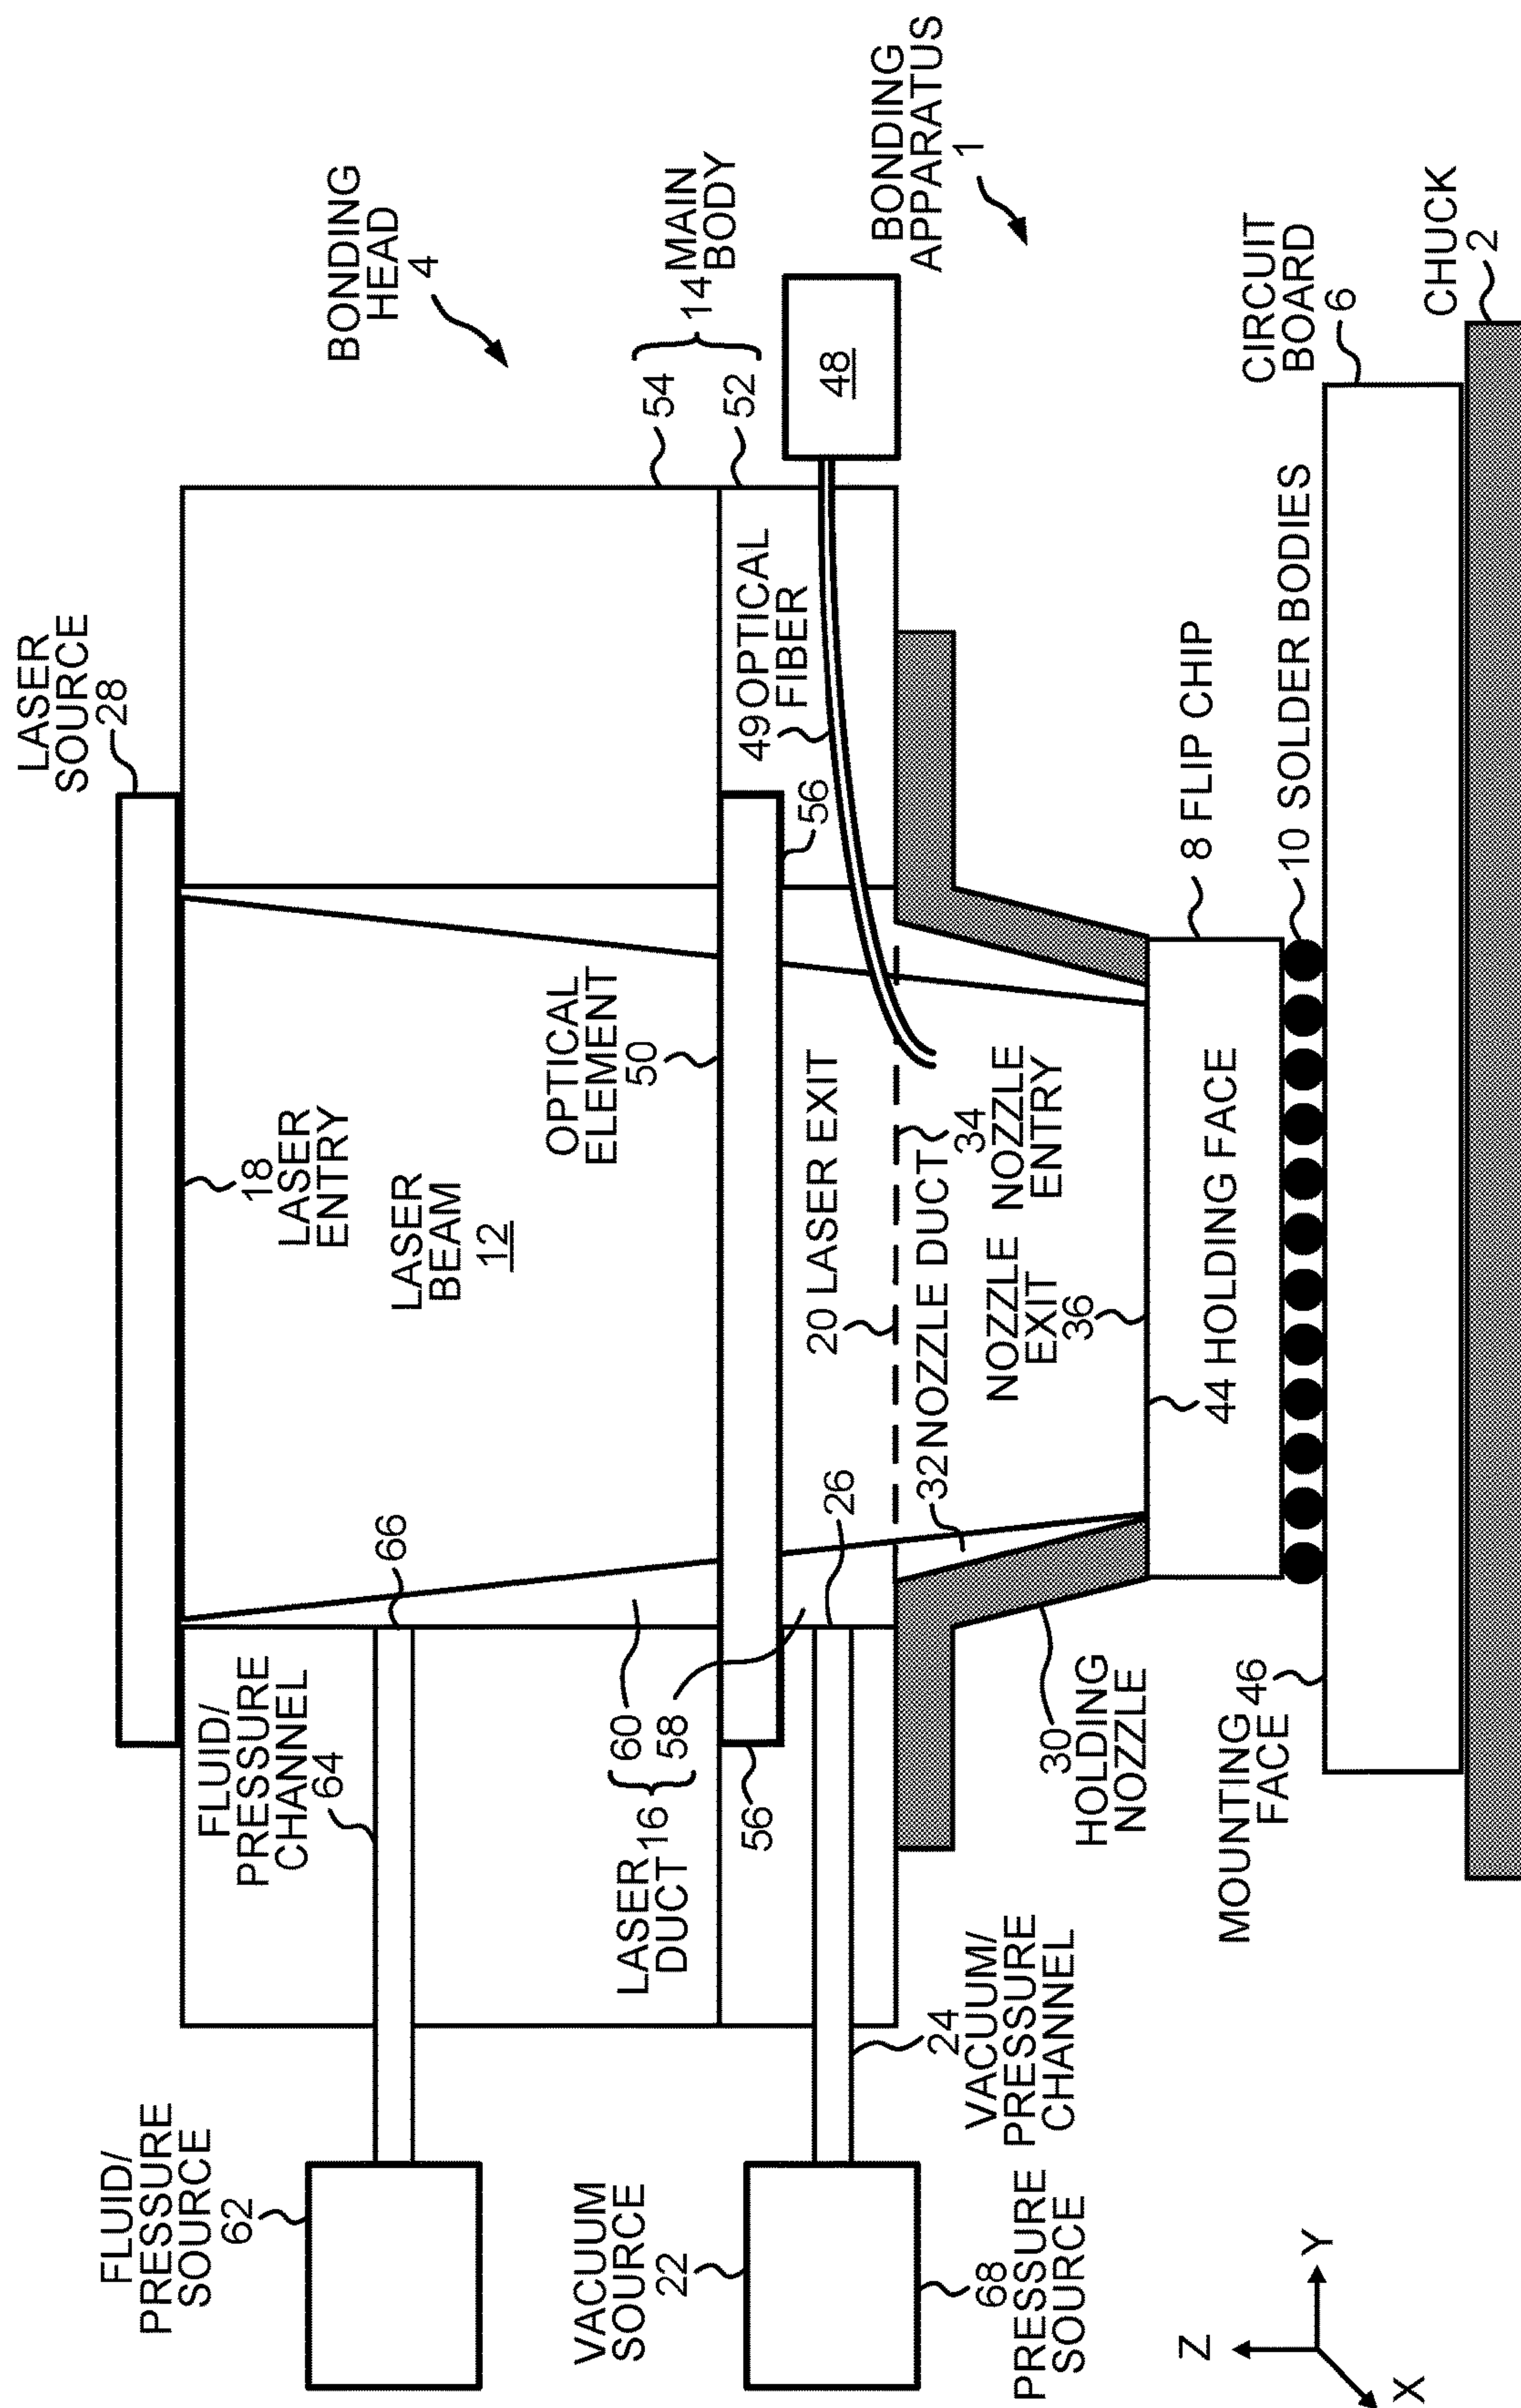 LASER
SOURCE
28
BONDING
HEAD
4
FLUID/
PRESSURE
SOURCE
62
FLUID/
PRESSURE
CHANNEL
64
66
18
LASER
ENTRY
LASER
BEAM
12
OPTICAL
ELEMENT
50
54
52
14
MAIN
BODY
LASER
DUCT
16
60
58
56
56
49 OPTICAL
FIBER
48
BONDING
APPARATUS
1
VACUUM
SOURCE
22
68
PRESSURE
SOURCE
24
VACUUM/
PRESSURE
CHANNEL
26
20 LASER EXIT
32 NOZZLE DUCT
34
NOZZLE
ENTRY
NOZZLE
EXIT
36
30
HOLDING
NOZZLE
44 HOLDING FACE
8 FLIP CHIP
10 SOLDER BODIES
MOUNTING
FACE
46
CIRCUIT
BOARD
6
CHUCK
2
Z
Y
X